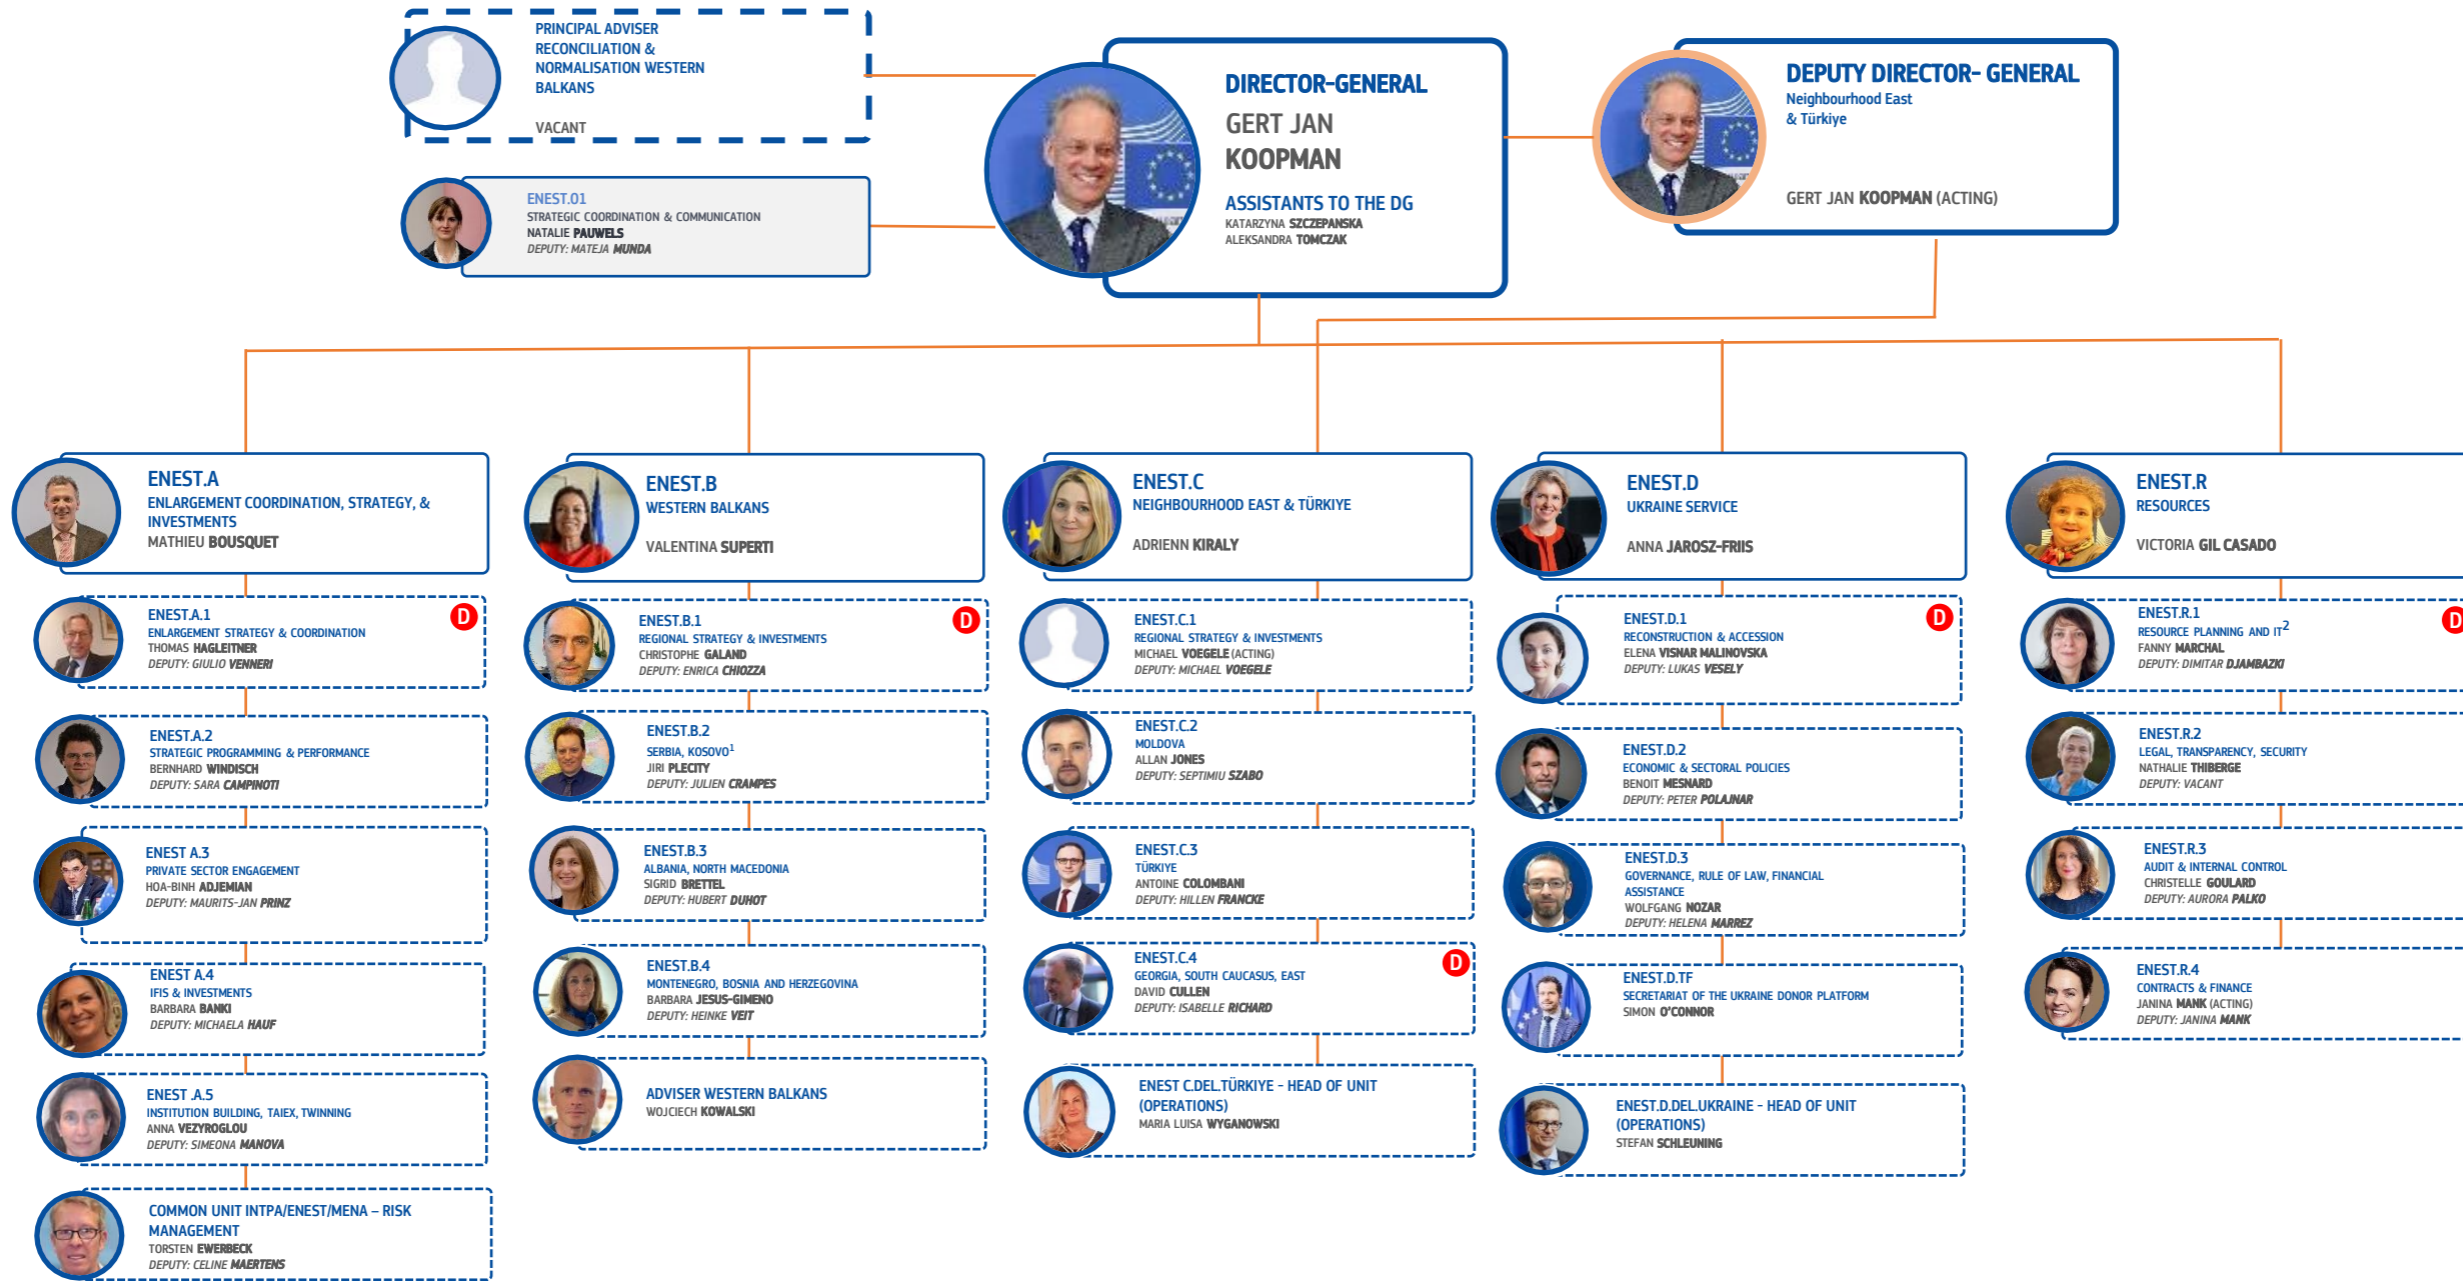 PRINCIPAL ADVISER
RECONCILIATION &
NORMALISATION WESTERN
BALKANS
VACANT
ENEST.01
STRATEGIC COORDINATION & COMMUNICATION
NATALIE PAUWELS
DEPUTY: MATEJA MUNDA
DIRECTOR-GENERAL
GERT JAN
KOOPMAN
ASSISTANTS TO THE DG
KATARZYNA SZCZEPANSKA
ALEKSANDRA TOMCZAK
DEPUTY DIRECTOR- GENERAL
Neighbourhood East
& Türkiye
GERT JAN KOOPMAN (ACTING)
ENEST.A
ENLARGEMENT COORDINATION, STRATEGY, &
INVESTMENTS
MATHIEU BOUSQUET
ENEST.A.1
D
ENLARGEMENT STRATEGY & COORDINATION
THOMAS HAGLEITNER
DEPUTY: GIULIO VENNERI
ENEST.A.2
STRATEGIC PROGRAMMING & PERFORMANCE
BERNHARD WINDISCH
DEPUTY: SARA CAMPINOTI
ENEST A.3
PRIVATE SECTOR ENGAGEMENT
HOA-BINH ADJEMIAN
DEPUTY: MAURITS-JAN PRINZ
ENEST A.4
IFIS & INVESTMENTS
BARBARA BANKI
DEPUTY: MICHAELA HAUF
ENEST .A.5
INSTITUTION BUILDING, TAIEX, TWINNING
ANNA VEZYROGLOU
DEPUTY: SIMEONA MANOVA
COMMON UNIT INTPA/ENEST/MENA – RISK
MANAGEMENT
TORSTEN EWERBECK
DEPUTY: CELINE MAERTENS
ENEST.B
WESTERN BALKANS
VALENTINA SUPERTI
ENEST.B.1
D
REGIONAL STRATEGY & INVESTMENTS
CHRISTOPHE GALAND
DEPUTY: ENRICA CHIOZZA
ENEST.B.2
SERBIA, KOSOVO1
JIRI PLECITY
DEPUTY: JULIEN CRAMPES
ENEST.B.3
ALBANIA, NORTH MACEDONIA
SIGRID BRETTEL
DEPUTY: HUBERT DUHOT
ENEST.B.4
MONTENEGRO, BOSNIA AND HERZEGOVINA
BARBARA JESUS-GIMENO
DEPUTY: HEINKE VEIT
ADVISER WESTERN BALKANS
WOJCIECH KOWALSKI
ENEST.C
NEIGHBOURHOOD EAST & TÜRKIYE
ADRIENN KIRALY
ENEST.C.1
REGIONAL STRATEGY & INVESTMENTS
MICHAEL VOEGELE (ACTING)
DEPUTY: MICHAEL VOEGELE
ENEST.C.2
MOLDOVA
ALLAN JONES
DEPUTY: SEPTIMIU SZABO
ENEST.C.3
TÜRKIYE
ANTOINE COLOMBANI
DEPUTY: HILLEN FRANCKE
ENEST.C.4
D
GEORGIA, SOUTH CAUCASUS, EAST
DAVID CULLEN
DEPUTY: ISABELLE RICHARD
ENEST C.DEL.TÜRKIYE - HEAD OF UNIT
(OPERATIONS)
MARIA LUISA WYGANOWSKI
ENEST.D
UKRAINE SERVICE
ANNA JAROSZ-FRIIS
ENEST.D.1
D
RECONSTRUCTION & ACCESSION
ELENA VISNAR MALINOVSKA
DEPUTY: LUKAS VESELY
ENEST.D.2
ECONOMIC & SECTORAL POLICIES
BENOIT MESNARD
DEPUTY: PETER POLAJNAR
ENEST.D.3
GOVERNANCE, RULE OF LAW, FINANCIAL
ASSISTANCE
WOLFGANG NOZAR
DEPUTY: HELENA MARREZ
ENEST.D.TF
SECRETARIAT OF THE UKRAINE DONOR PLATFORM
SIMON O'CONNOR
ENEST.D.DEL.UKRAINE - HEAD OF UNIT
(OPERATIONS)
STEFAN SCHLEUNING
ENEST.R
RESOURCES
VICTORIA GIL CASADO
ENEST.R.1
D
RESOURCE PLANNING AND IT2
FANNY MARCHAL
DEPUTY: DIMITAR DJAMBAZKI
ENEST.R.2
LEGAL, TRANSPARENCY, SECURITY
NATHALIE THIBERGE
DEPUTY: VACANT
ENEST.R.3
AUDIT & INTERNAL CONTROL
CHRISTELLE GOULARD
DEPUTY: AURORA PALKO
ENEST.R.4
CONTRACTS & FINANCE
JANINA MANK (ACTING)
DEPUTY: JANINA MANK